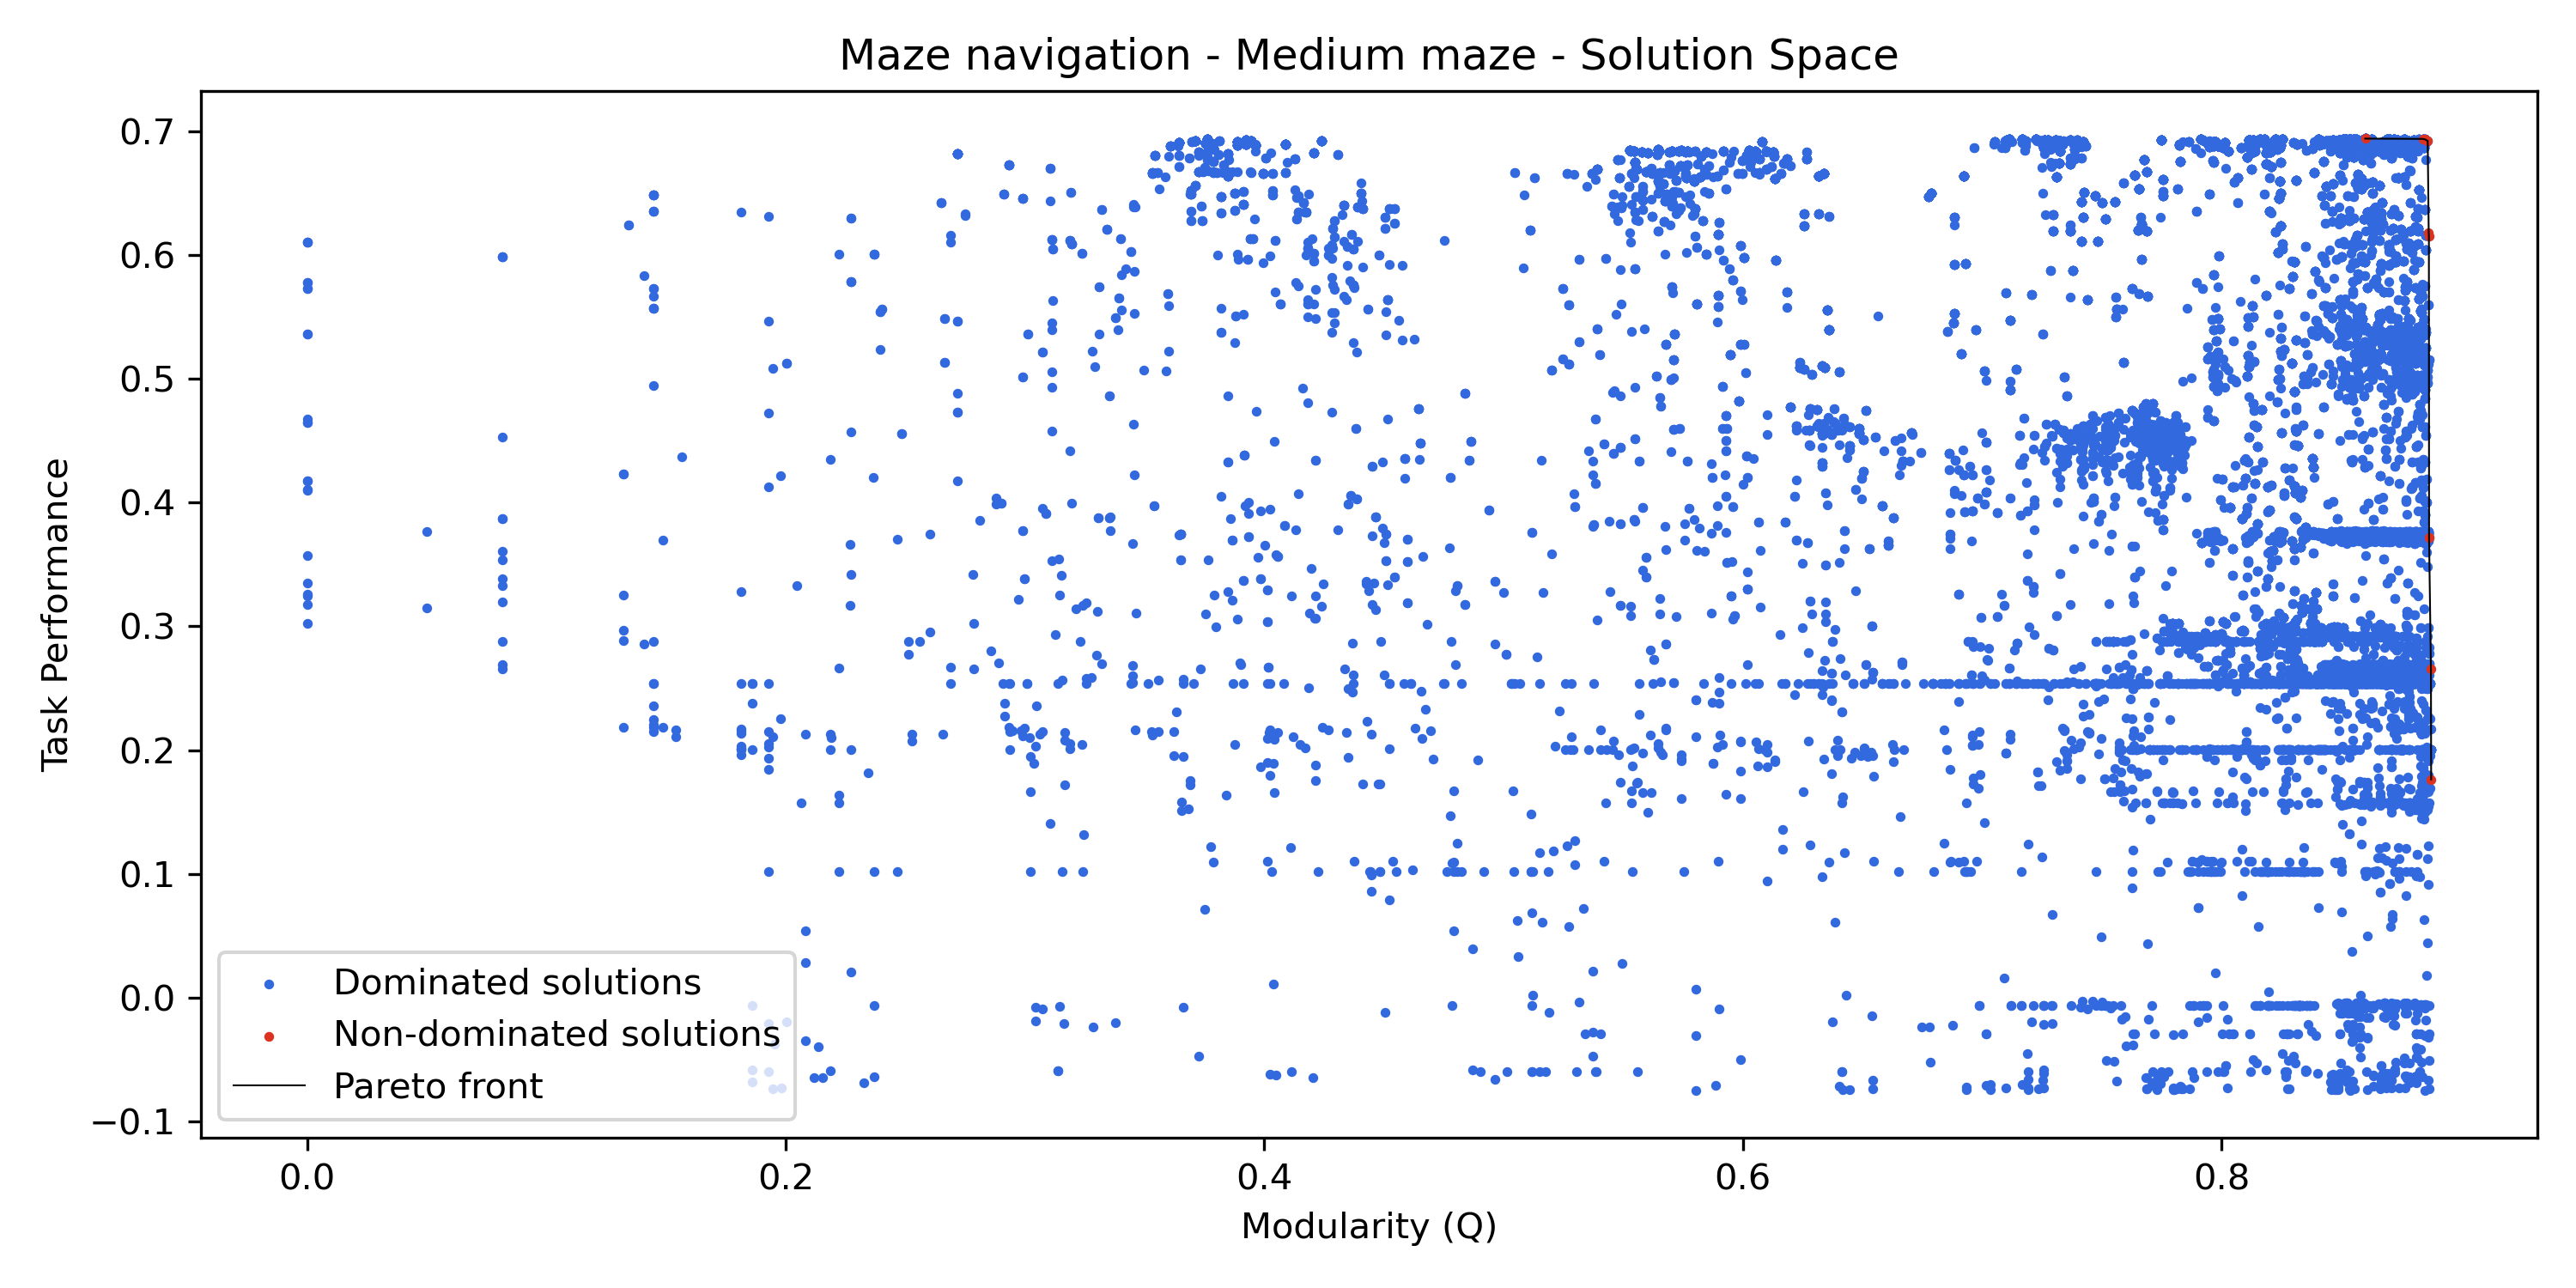 Maze navigation - Medium maze - Solution Space
0.7
0.6
0.5
0.4
0.3
0.2
0.1
0.0
−0.1
Task Performance
Dominated solutions
Non-dominated solutions
Pareto front
0.0 0.2 0.4 0.6 0.8
Modularity (Q)